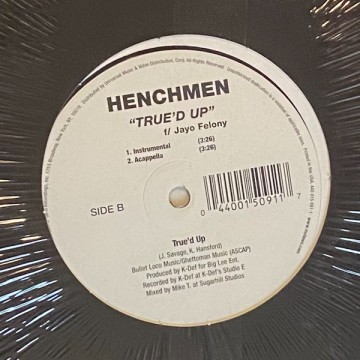 HENCHMEN
"TRUE'D UP"
f/ Jayo Felony
1. Instrumental (3:26)
2. Acappella (3:26)
SIDE B
0 44001 50911 7
True'd Up
(J. Savage, K. Hansford)
Bullet Loco Music/Ghettoman Music (ASCAP)
Produced by K-Def for Big Lee Ent.
Recorded by K-Def at K-Def's Studio E
Mixed by Mike T. at Sugarhill Studios